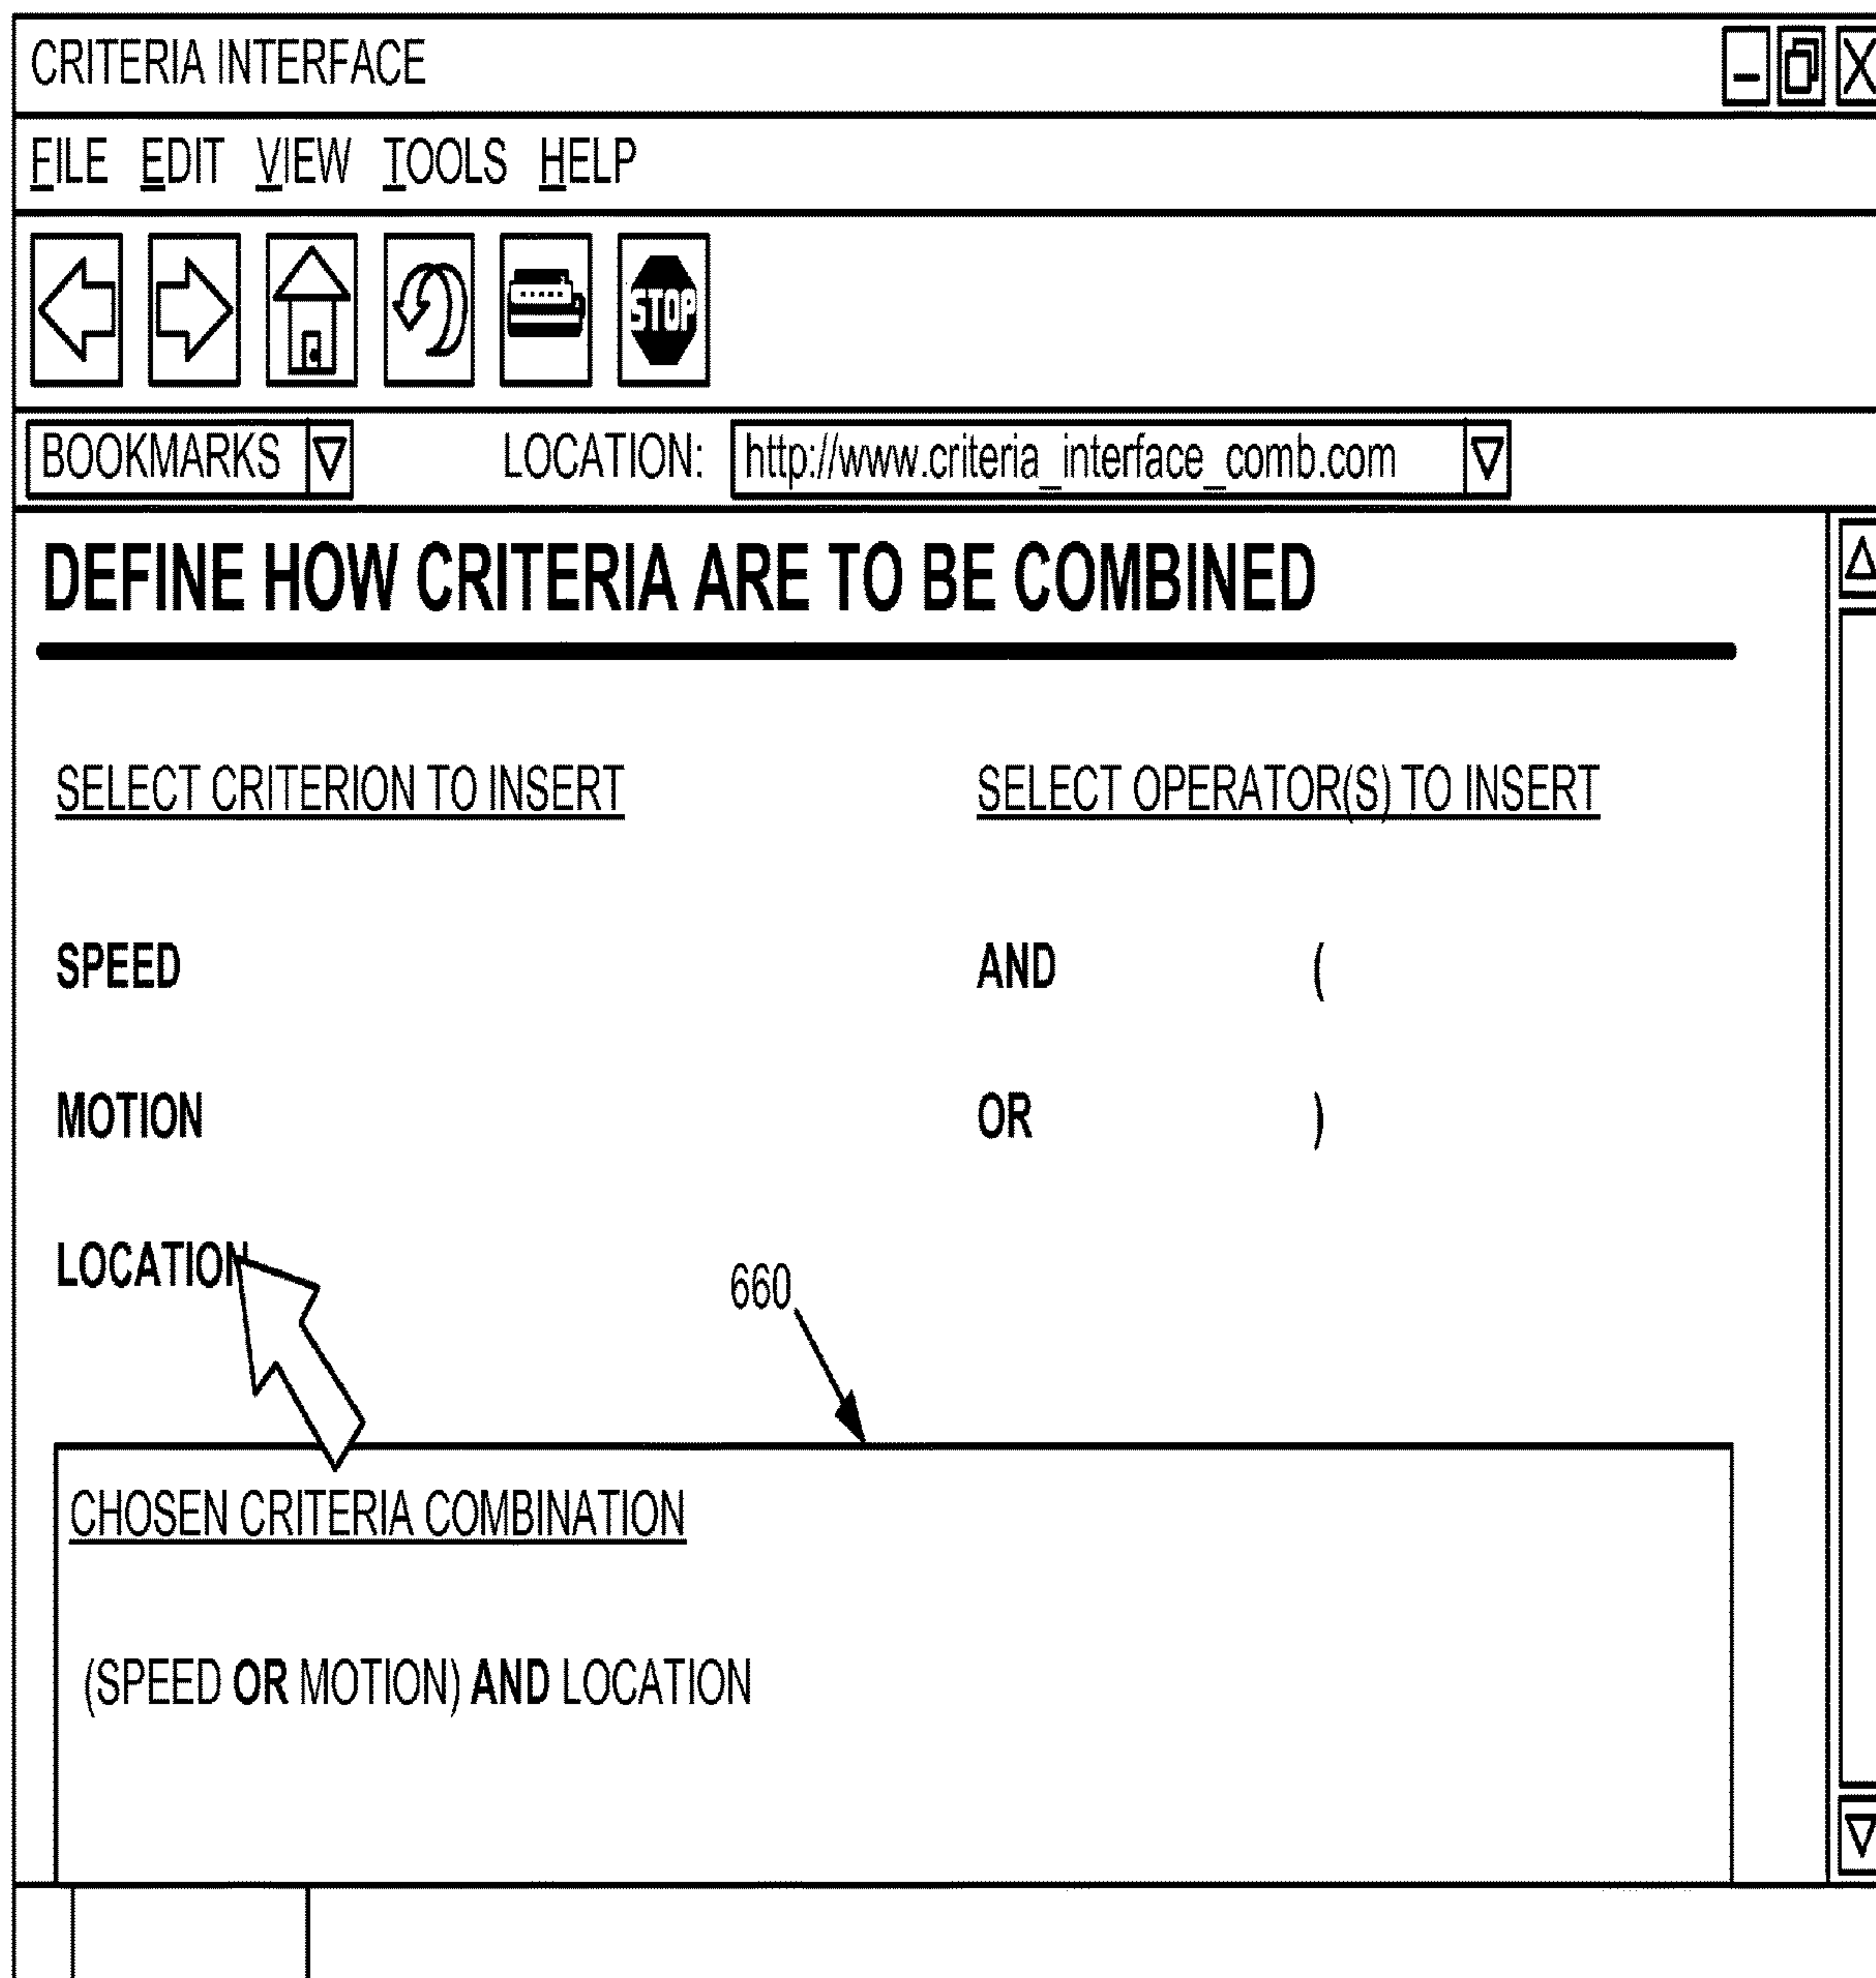 CRITERIA INTERFACE
FILE EDIT VIEW TOOLS HELP
STOP
BOOKMARKS LOCATION: http://www.criteria_interface_comb.com
DEFINE HOW CRITERIA ARE TO BE COMBINED
SELECT CRITERION TO INSERT SELECT OPERATOR(S) TO INSERT
SPEED AND (
MOTION OR )
LOCATION
660
CHOSEN CRITERIA COMBINATION
(SPEED OR MOTION) AND LOCATION